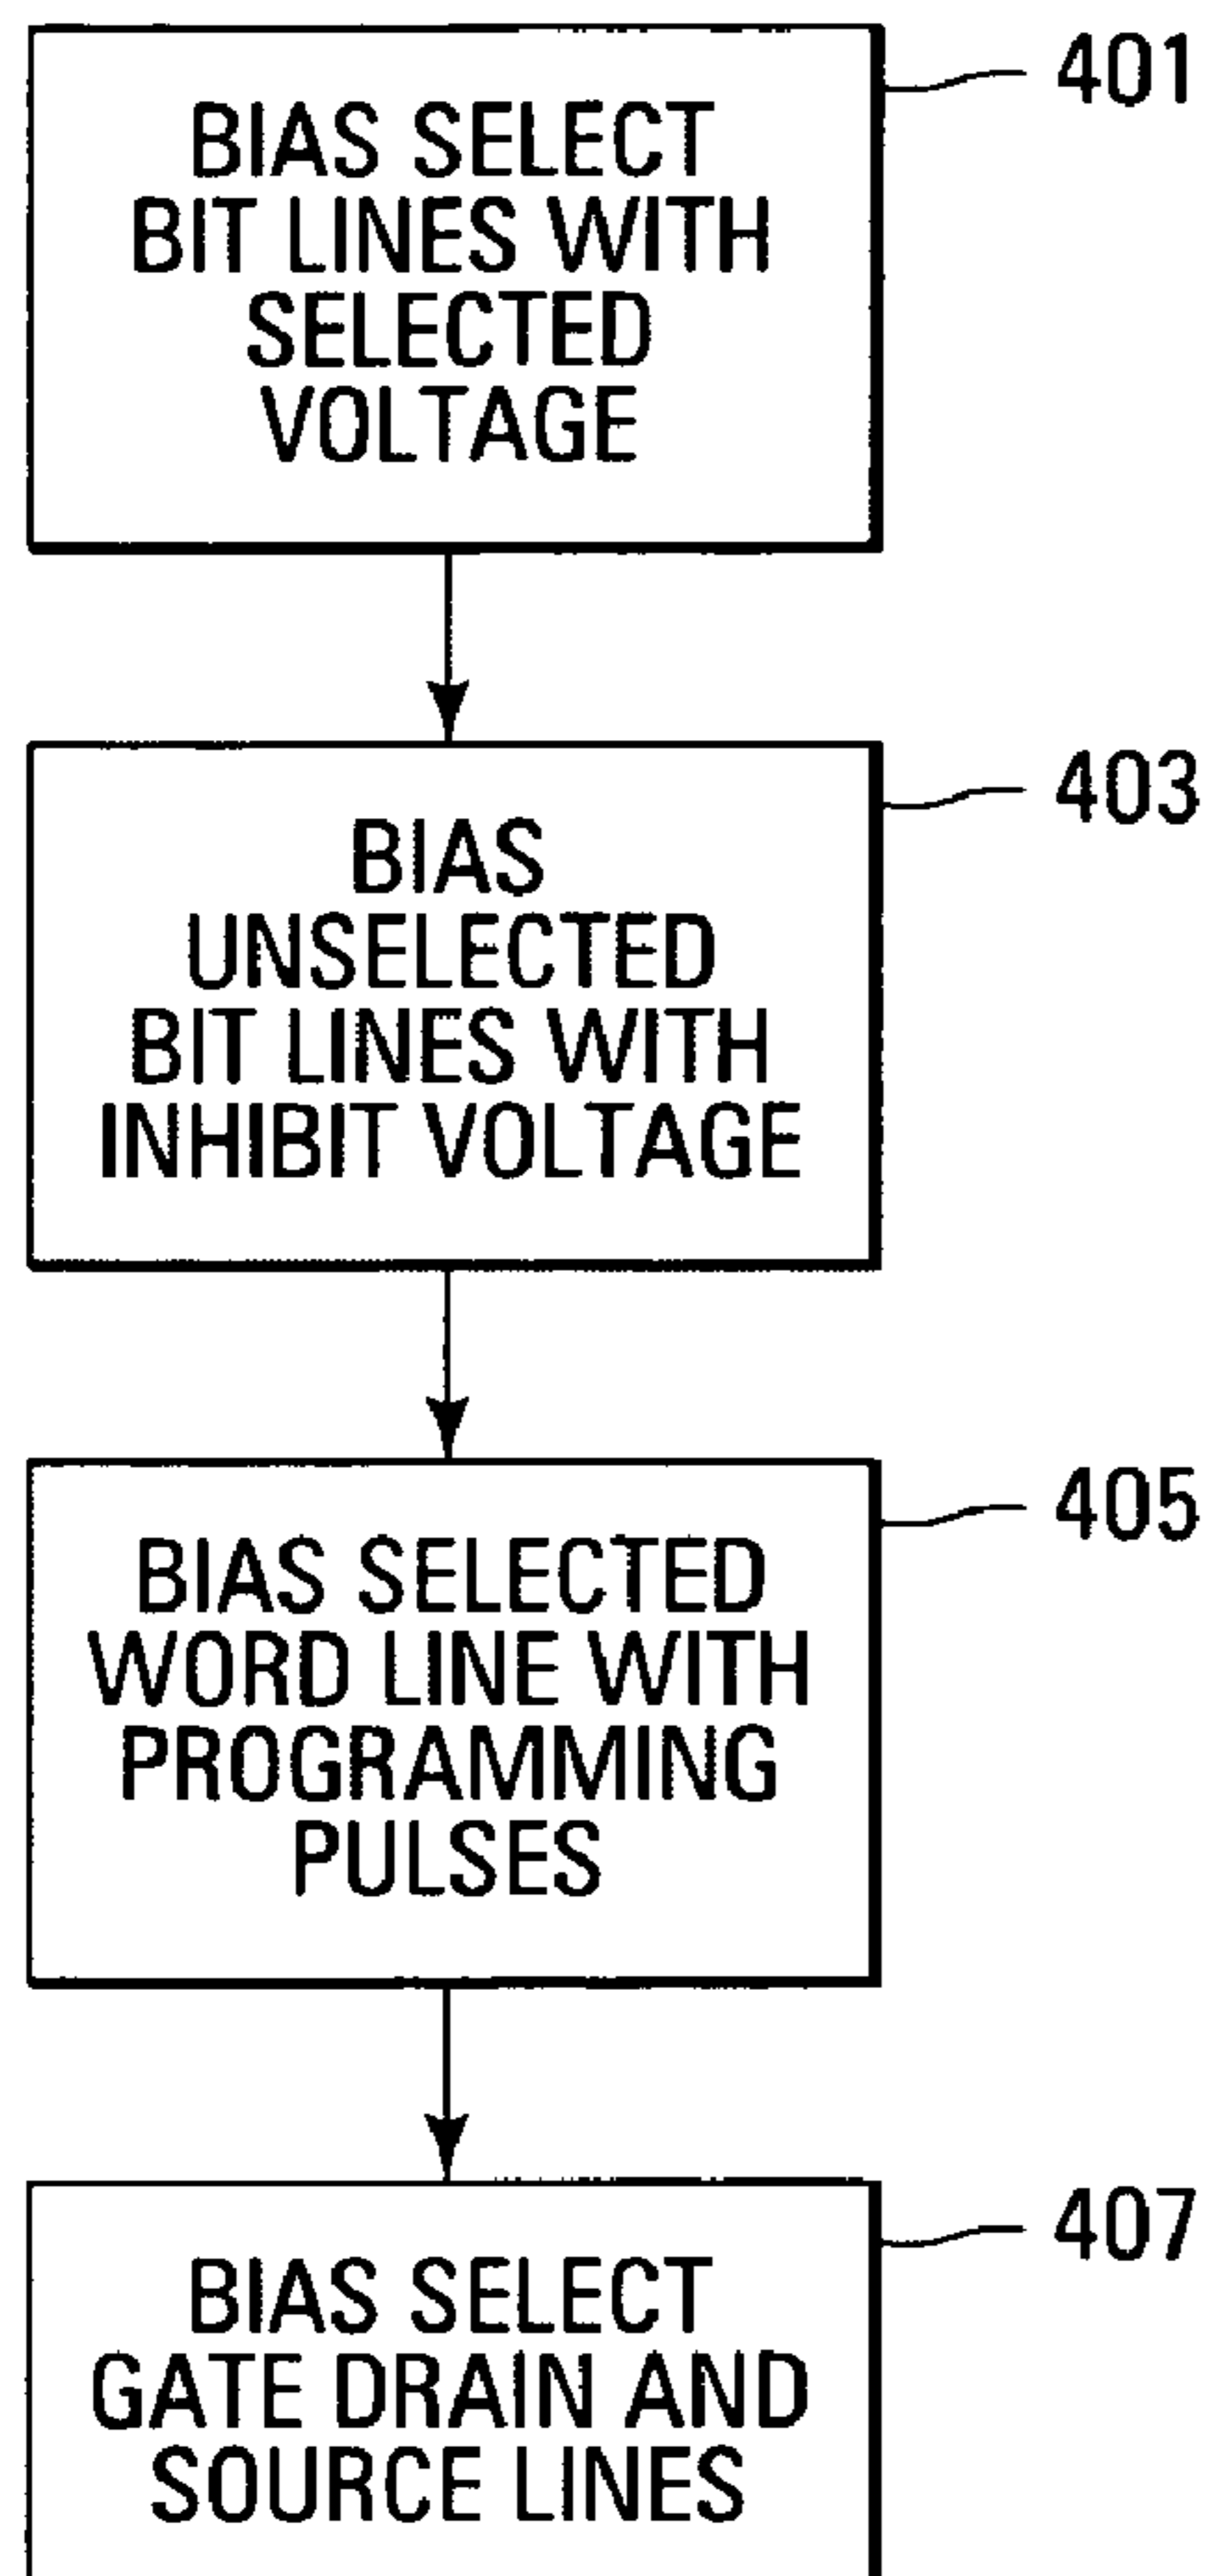 401
BIAS SELECT
BIT LINES WITH
SELECTED
VOLTAGE
403
BIAS
UNSELECTED
BIT LINES WITH
INHIBIT VOLTAGE
405
BIAS SELECTED
WORD LINE WITH
PROGRAMMING
PULSES
407
BIAS SELECT
GATE DRAIN AND
SOURCE LINES